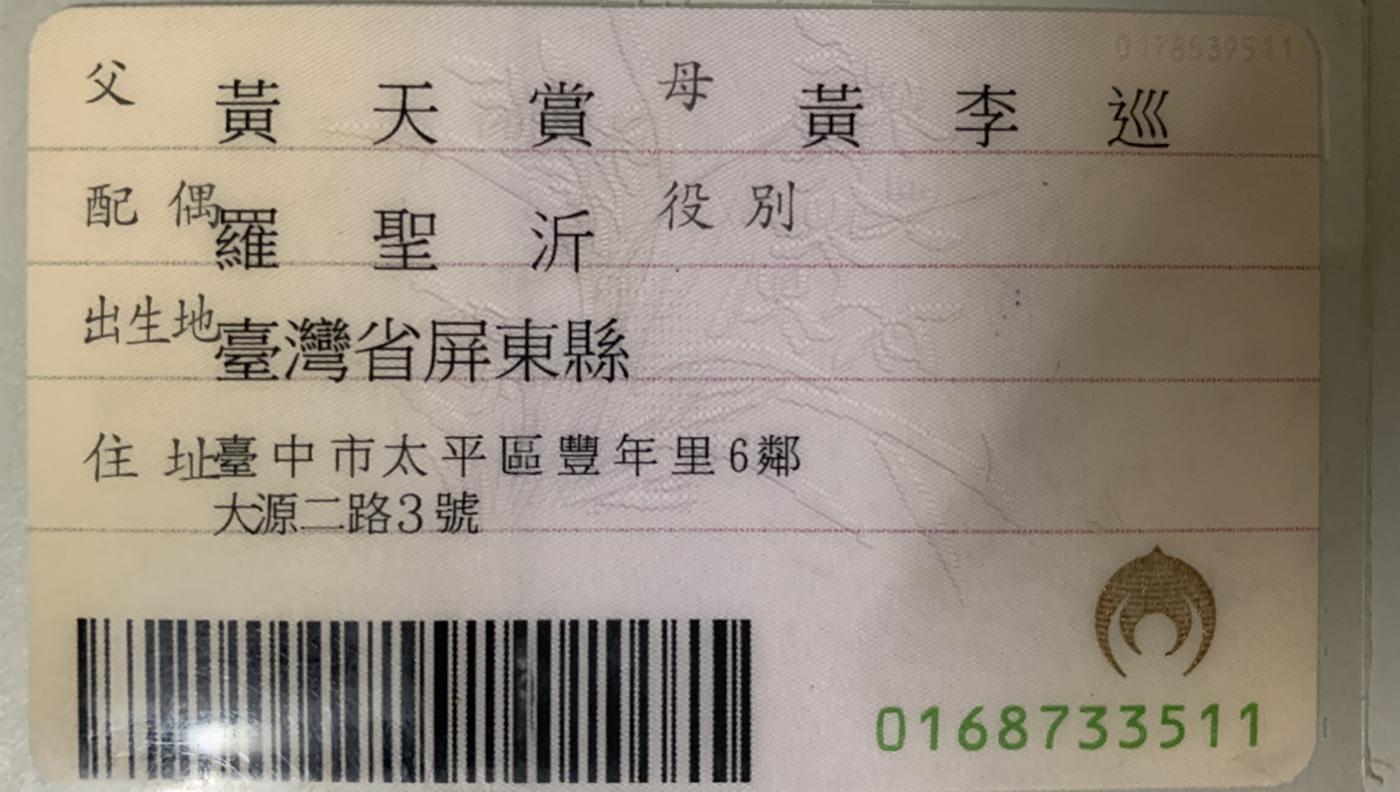 父 黃天賞 母 黃李巡
配偶 羅聖沂 役別
出生地 臺灣省屏東縣
住址 臺中市太平區豐年里6鄰
大源二路3號
0168733511